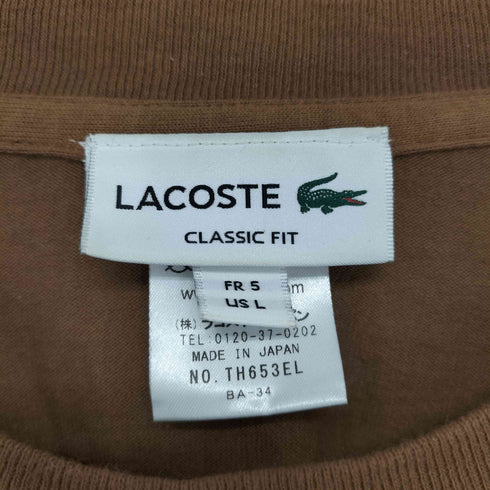 LACOSTE
CLASSIC FIT
FR 5
US L
TEL:0120-37-0202
MADE IN JAPAN
NO.TH653EL
BA-34